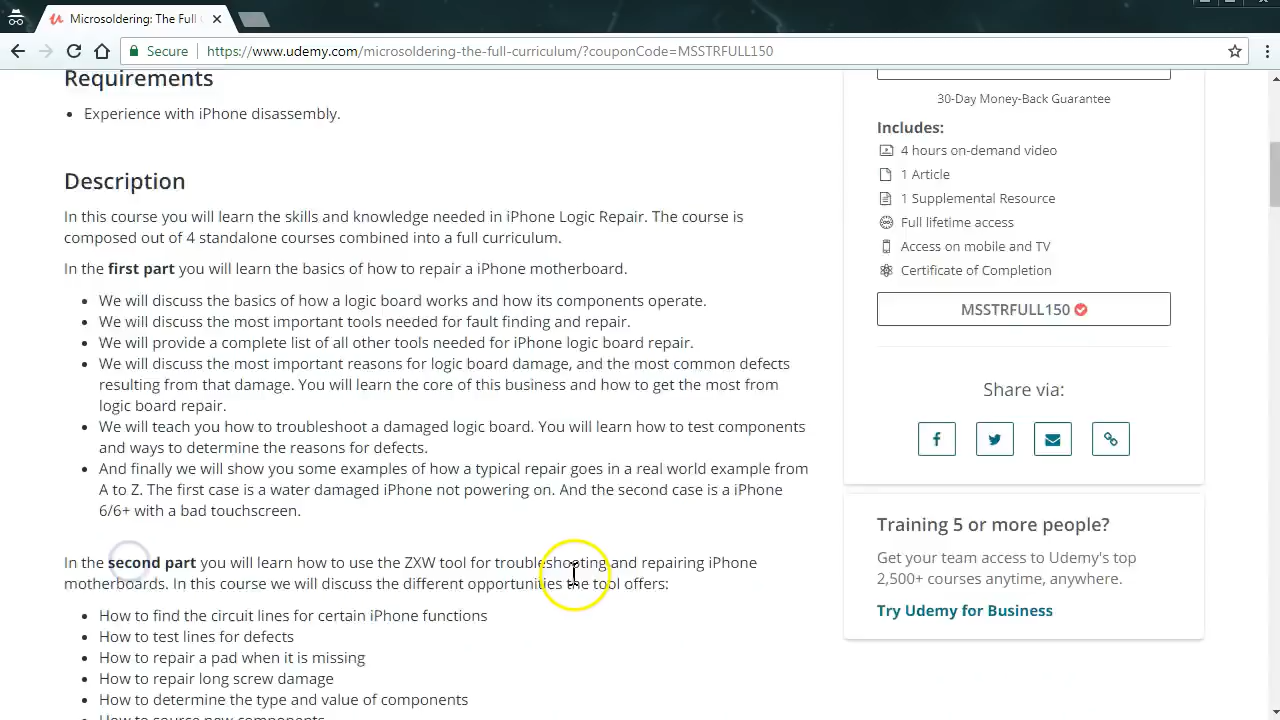 Microsoldering: The Full
Secure
https://www.udemy.com/microsoldering-the-full-curriculum/?couponCode=MSSTRFULL150
Requirements
Experience with iPhone disassembly.
Description
In this course you will learn the skills and knowledge needed in iPhone Logic Repair. The course is
composed out of 4 standalone courses combined into a full curriculum.
In the first part you will learn the basics of how to repair a iPhone motherboard.
We will discuss the basics of how a logic board works and how its components operate.
We will discuss the most important tools needed for fault finding and repair.
We will provide a complete list of all other tools needed for iPhone logic board repair.
We will discuss the most important reasons for logic board damage, and the most common defects
resulting from that damage. You will learn the core of this business and how to get the most from
logic board repair.
We will teach you how to troubleshoot a damaged logic board. You will learn how to test components
and ways to determine the reasons for defects.
And finally we will show you some examples of how a typical repair goes in a real world example from
A to Z. The first case is a water damaged iPhone not powering on. And the second case is a iPhone
6/6+ with a bad touchscreen.
In the second part you will learn how to use the ZXW tool for troubleshooting and repairing iPhone
motherboards. In this course we will discuss the different opportunities the tool offers:
How to find the circuit lines for certain iPhone functions
How to test lines for defects
How to repair a pad when it is missing
How to repair long screw damage
How to determine the type and value of components
How to source new components
30-Day Money-Back Guarantee
Includes:
4 hours on-demand video
1 Article
1 Supplemental Resource
Full lifetime access
Access on mobile and TV
Certificate of Completion
MSSTRFULL150
Share via:
Training 5 or more people?
Get your team access to Udemy's top
2,500+ courses anytime, anywhere.
Try Udemy for Business